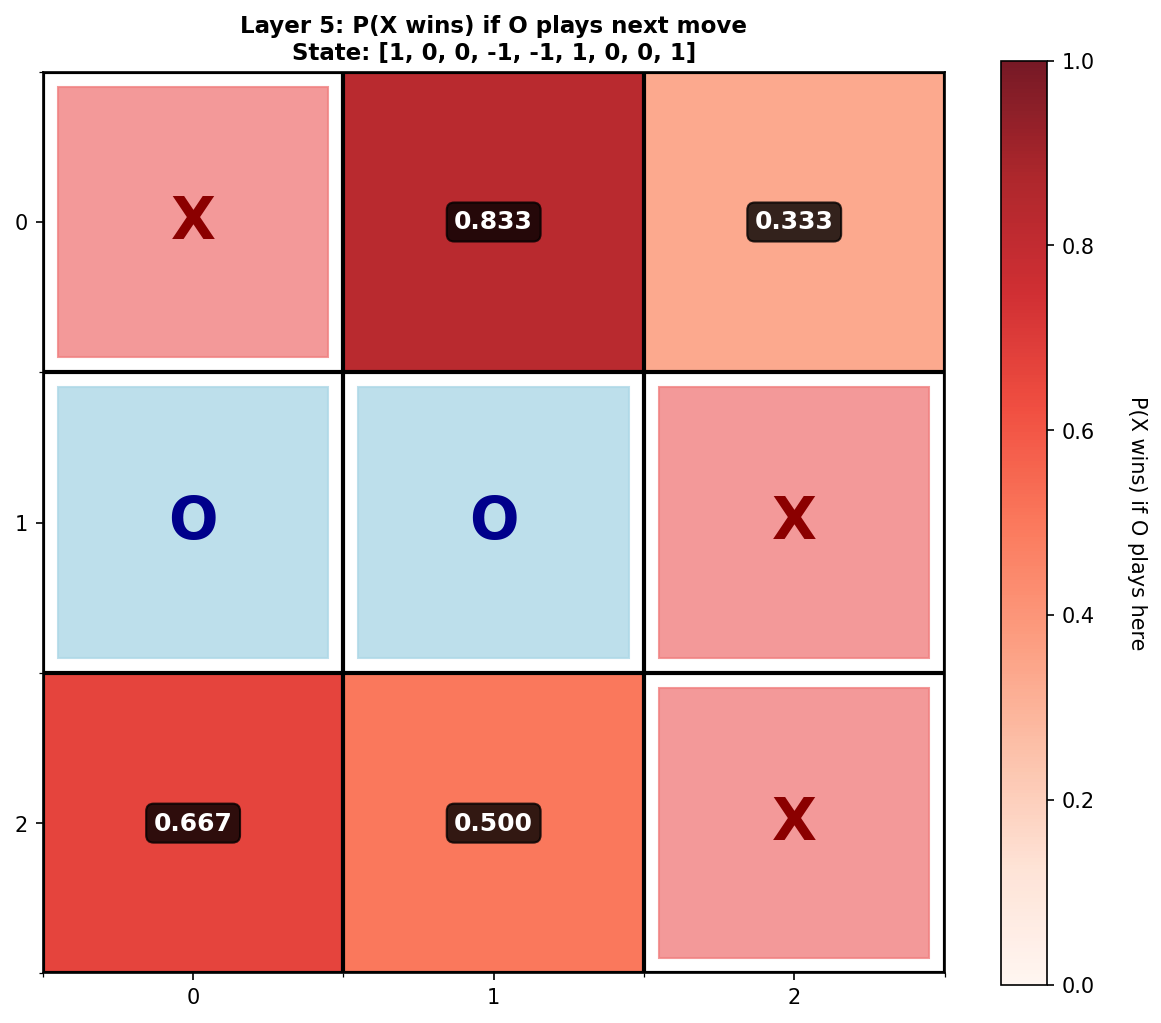 Layer 5: P(X wins) if O plays next move
State: [1, 0, 0, -1, -1, 1, 0, 0, 1]
0
X
0.833
0.333
1
O
O
X
2
0.667
0.500
X
0
1
2
1.0
0.8
0.6
0.4
0.2
0.0
P(X wins) if O plays here